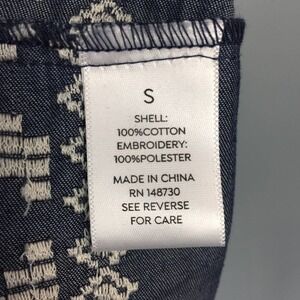 S
SHELL:
100%COTTON
EMBROIDERY:
100%POLESTER
MADE IN CHINA
RN 148730
SEE REVERSE
FOR CARE